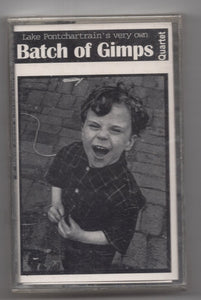 Lake Pontchartrain's very own
Batch of Gimps
Quartet